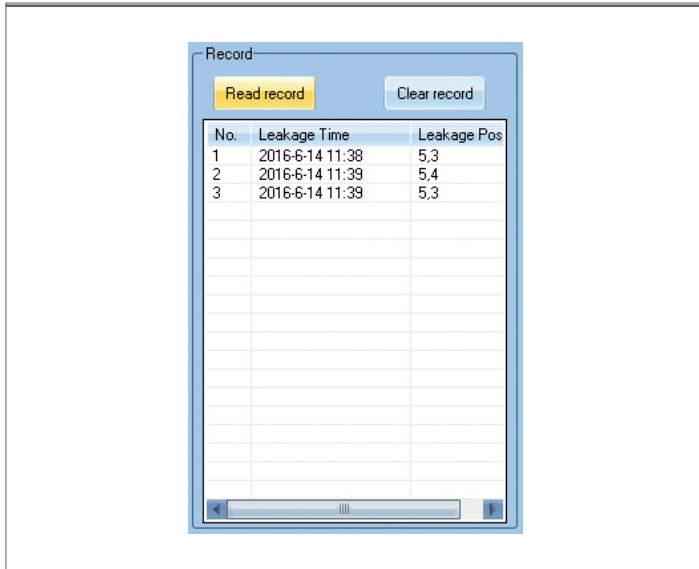 Record
Read record Clear record
No. Leakage Time Leakage Pos
1 2016-6-14 11:38 5,3
2 2016-6-14 11:39 5,4
3 2016-6-14 11:39 5,3